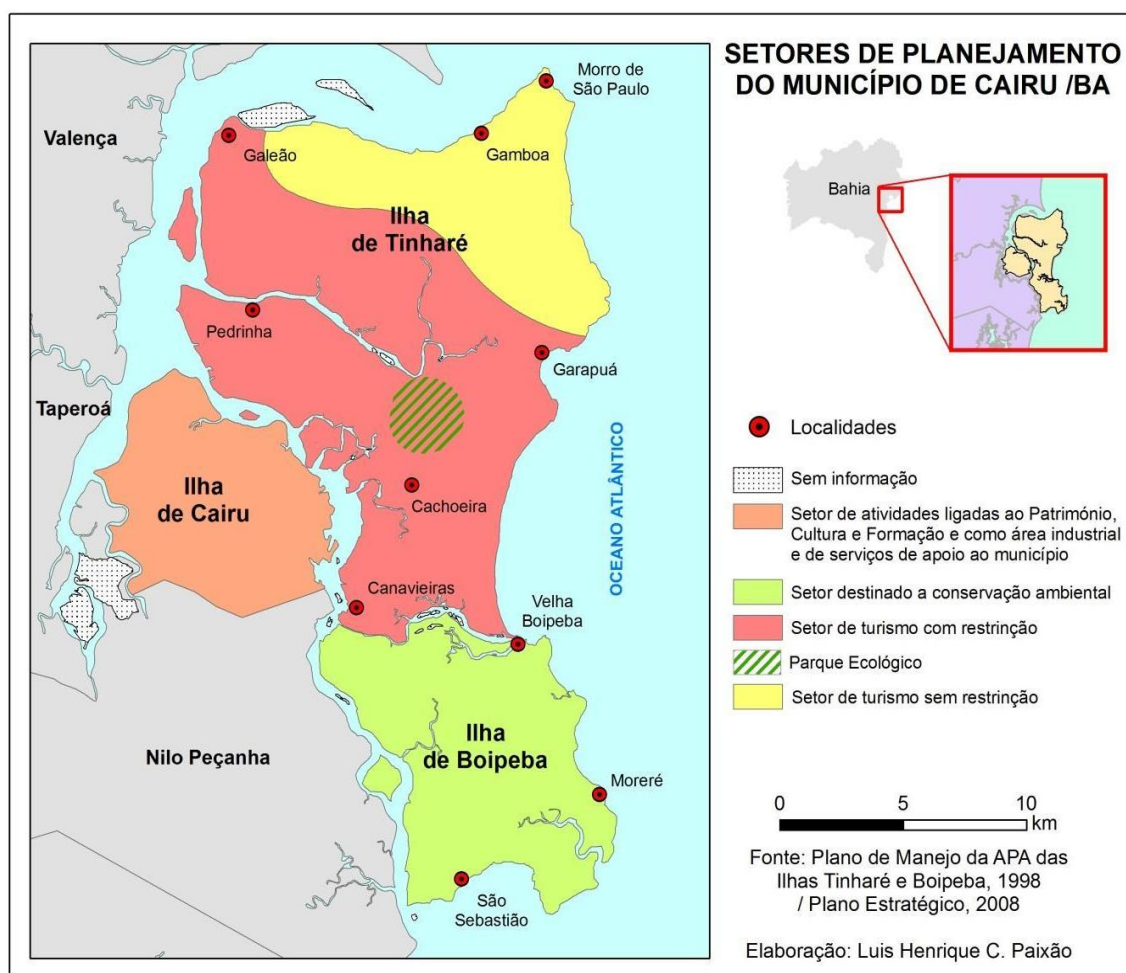 SETORES DE PLANEJAMENTO
DO MUNICÍPIO DE CAIRU /BA
Morro de
São Paulo
Valença
Galeão
Gamboa
Bahia
Ilha
de Tinharé
Pedrinha
Garapuá
Taperoá
OCEANO ATLÂNTICO
Ilha
de Cairu
Cachoeira
Canavieiras
Velha
Boipeba
Nilo Peçanha
Ilha
de Boipeba
Moreré
São
Sebastião
Localidades
Sem informação
Setor de atividades ligadas ao Património,
Cultura e Formação e como área industrial
e de serviços de apoio ao município
Setor destinado a conservação ambiental
Setor de turismo com restrinção
Parque Ecológico
Setor de turismo sem restrinção
0 5 10
km
Fonte: Plano de Manejo da APA das
Ilhas Tinharé e Boipeba, 1998
/ Plano Estratégico, 2008
Elaboração: Luis Henrique C. Paixão